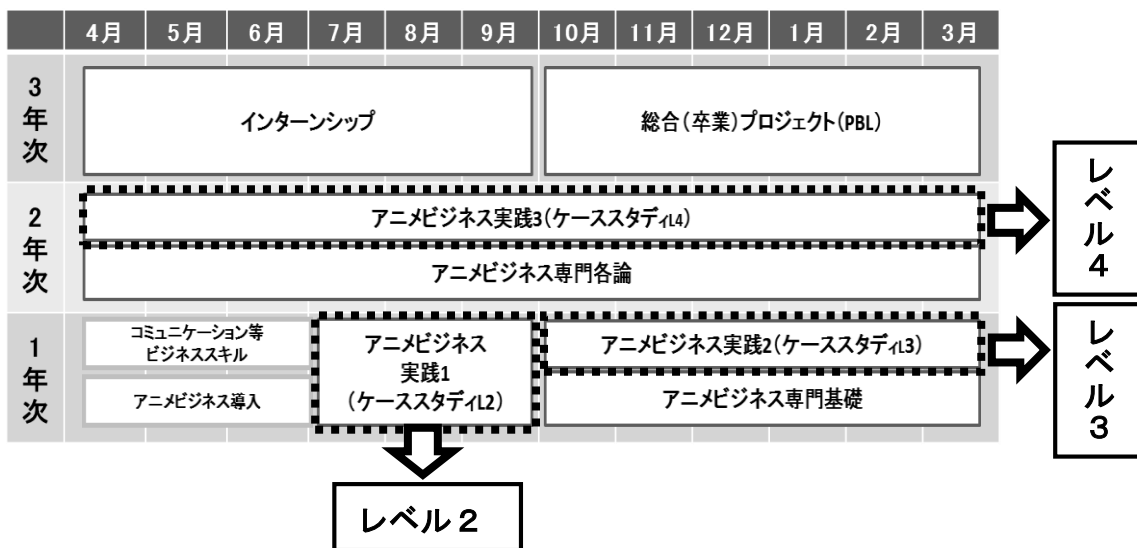 4月 5月 6月 7月 8月 9月 10月 11月 12月 1月 2月 3月
3年次
インターンシップ
総合(卒業)プロジェクト(PBL)
2年次
アニメビジネス実践3(ケーススタディL4)
アニメビジネス専門各論
レベル4
1年次
コミュニケーション等
ビジネススキル
アニメビジネス導入
アニメビジネス
実践1
(ケーススタディL2)
アニメビジネス実践2(ケーススタディL3)
アニメビジネス専門基礎
レベル3
レベル2